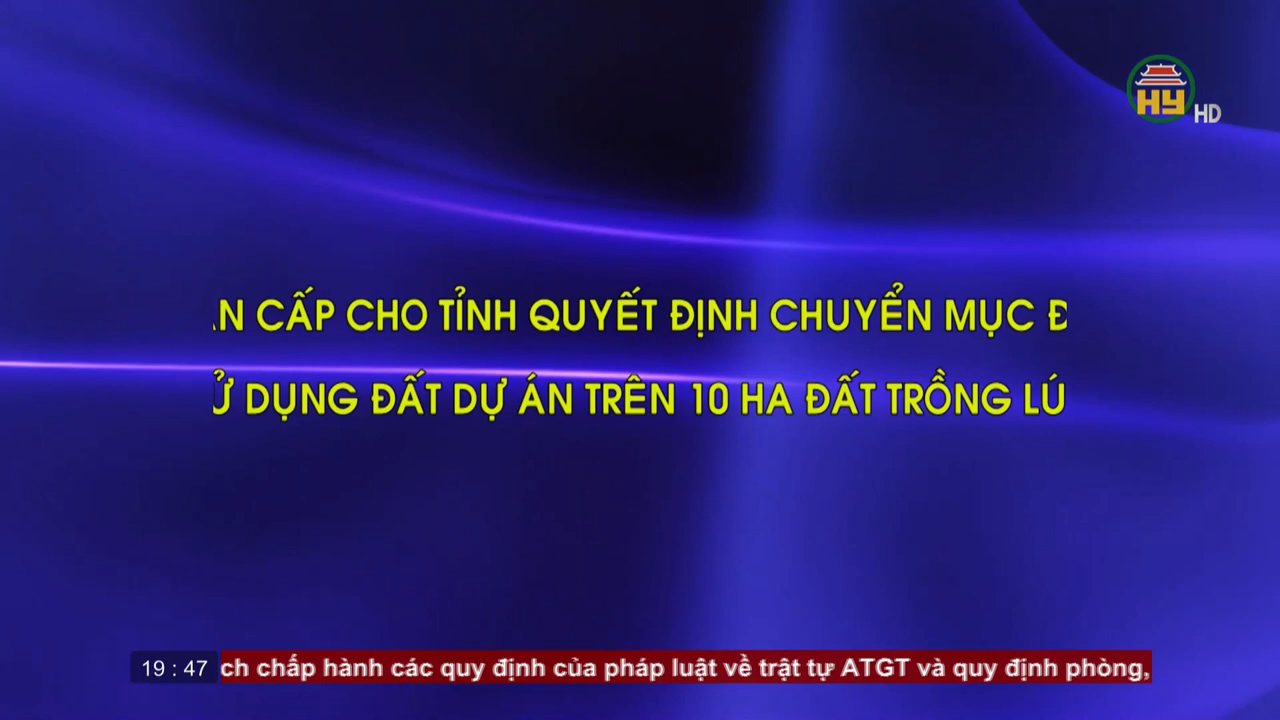 HY HD
CẤP CHO TỈNH QUYẾT ĐỊNH CHUYỂN MỤC
DỤNG ĐẤT DỰ ÁN TRÊN 10 HA ĐẤT TRỒNG
19 : 47 ch chấp hành các quy định của pháp luật về trật tự ATGT và quy định phòng,